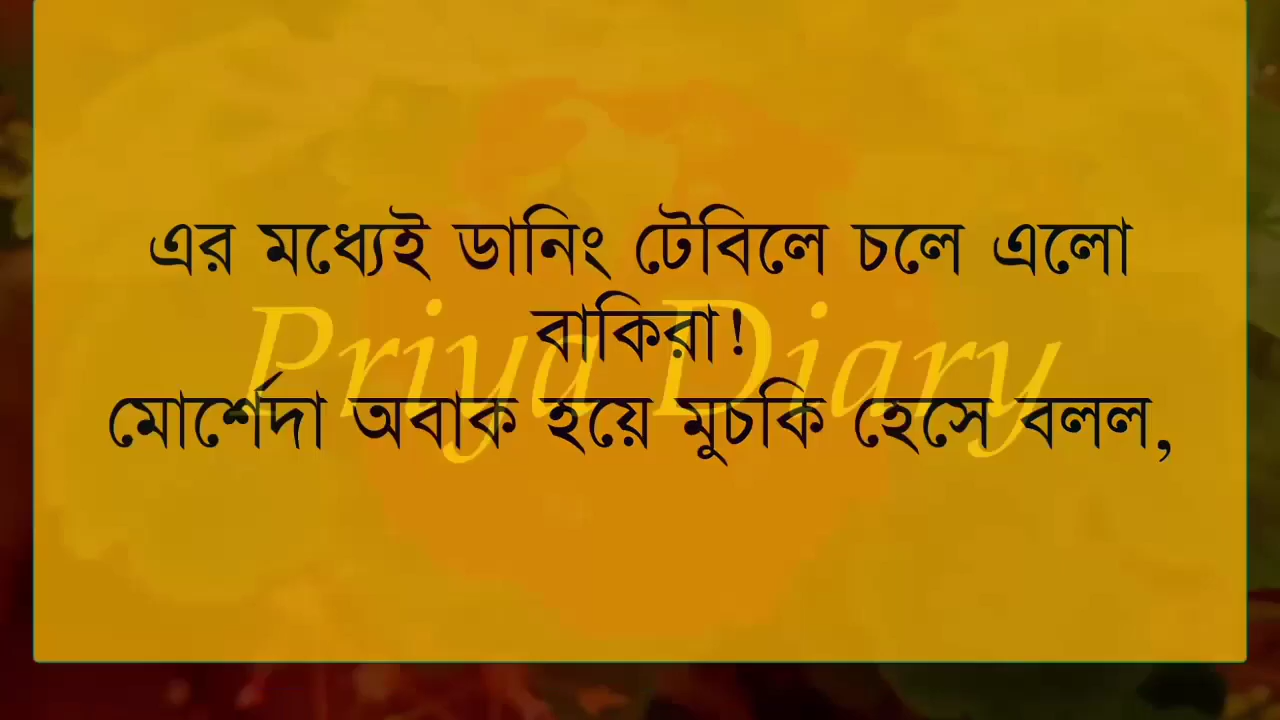 এর মধ্যেই ডানিং টেবিলে চলে এলো
বাকিরা!
Priya Diary
মোর্শেদা অবাক হয়ে মুচকি হেসে বলল,